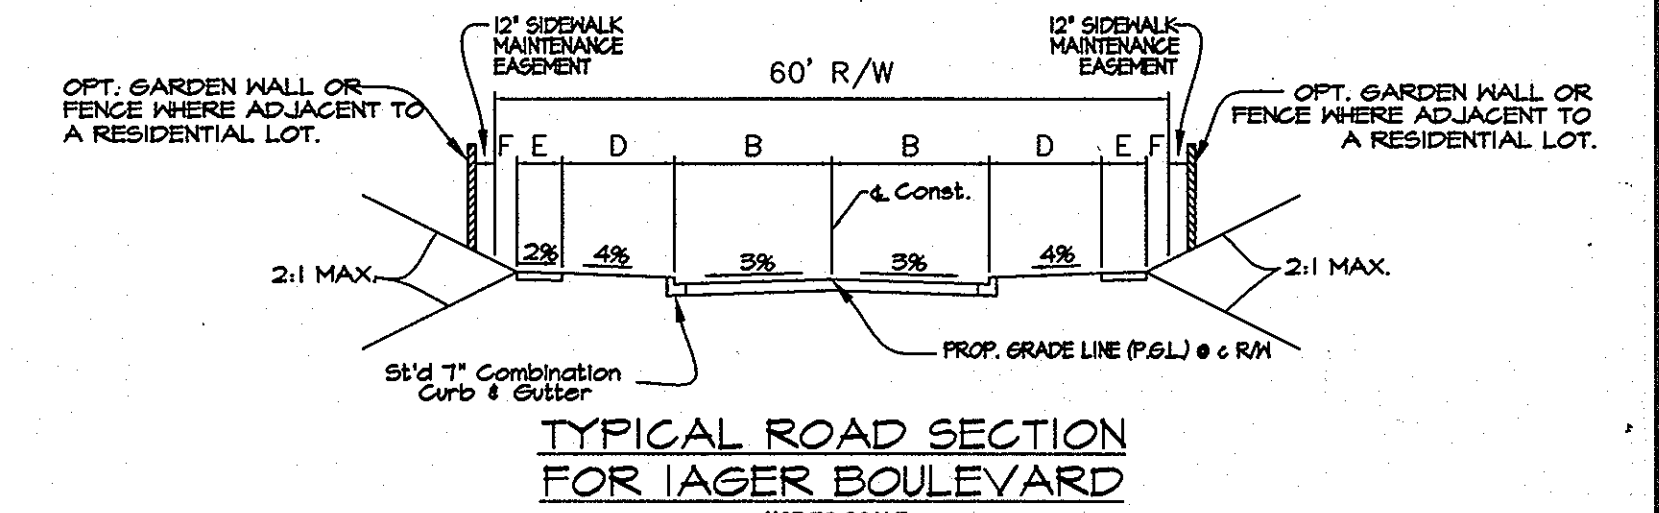 12" SIDEWALK
MAINTENANCE
EASEMENT
12" SIDEWALK
MAINTENANCE
EASEMENT
60' R/W
OPT. GARDEN WALL OR
FENCE WHERE ADJACENT TO
A RESIDENTIAL LOT.
OPT. GARDEN WALL OR
FENCE WHERE ADJACENT TO
A RESIDENTIAL LOT.
F E D B B D E F
℄ Const.
2% 4% 3% 3% 4%
2:1 MAX.
2:1 MAX.
PROP. GRADE LINE (P.G.L.) @ c R/W
St'd 7" Combination
Curb & Gutter
TYPICAL ROAD SECTION
FOR IAGER BOULEVARD